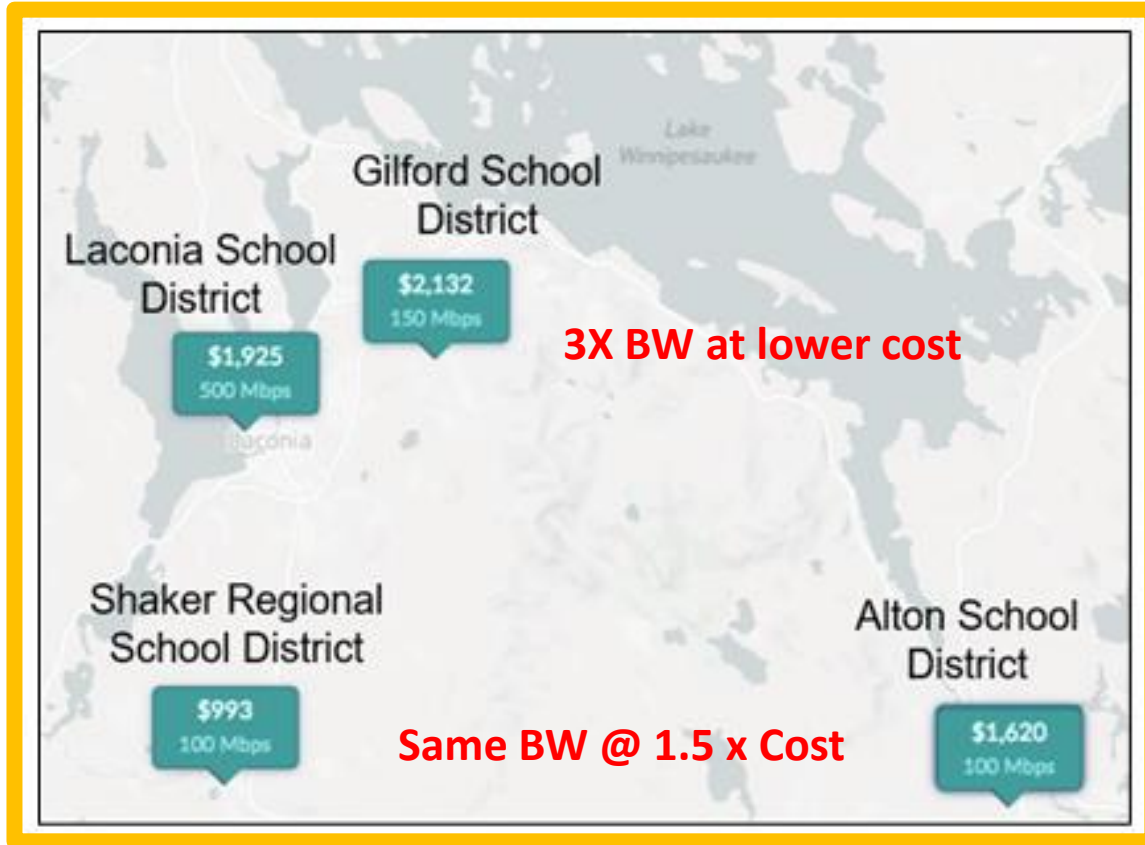 Lake
Winnipesaukee
Gilford School
District
$2,132
150 Mbps
Laconia School
District
$1,925
500 Mbps
Laconia
3X BW at lower cost
Shaker Regional
School District
$993
100 Mbps
Same BW @ 1.5 x Cost
Alton School
District
$1,620
100 Mbps